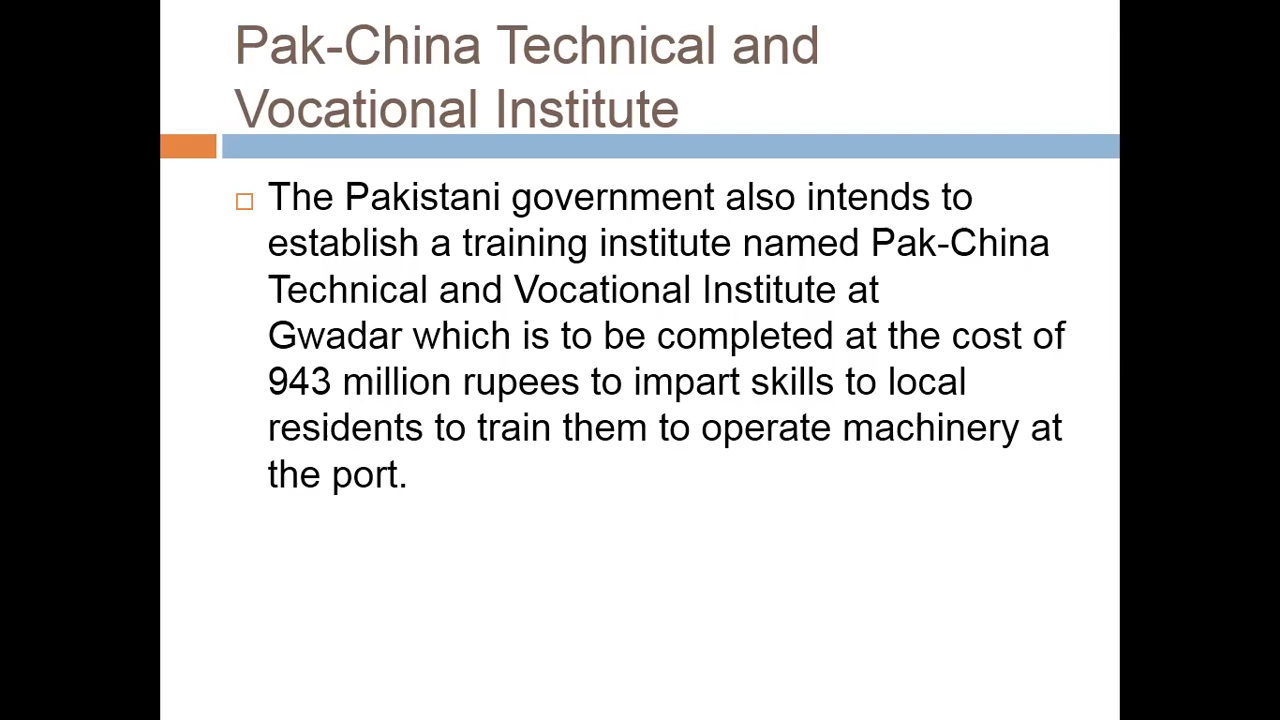 Pak-China Technical and
Vocational Institute
The Pakistani government also intends to
establish a training institute named Pak-China
Technical and Vocational Institute at
Gwadar which is to be completed at the cost of
943 million rupees to impart skills to local
residents to train them to operate machinery at
the port.